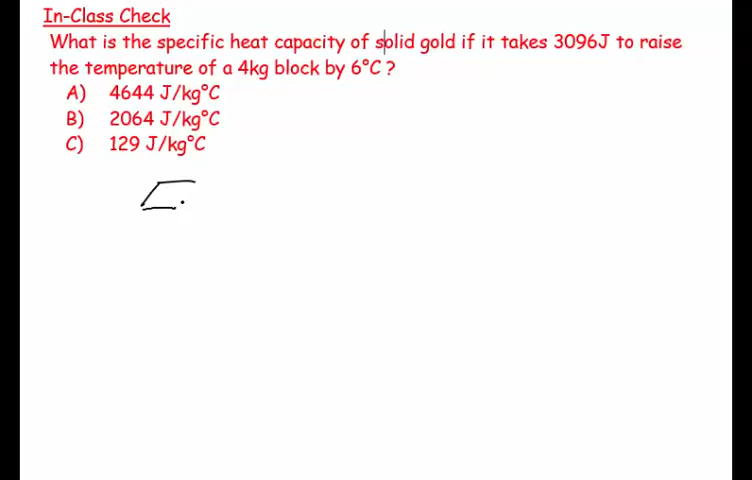 In-Class Check
What is the specific heat capacity of solid gold if it takes 3096J to raise
the temperature of a 4kg block by 6°C ?
A) 4644 J/kg°C
B) 2064 J/kg°C
C) 129 J/kg°C